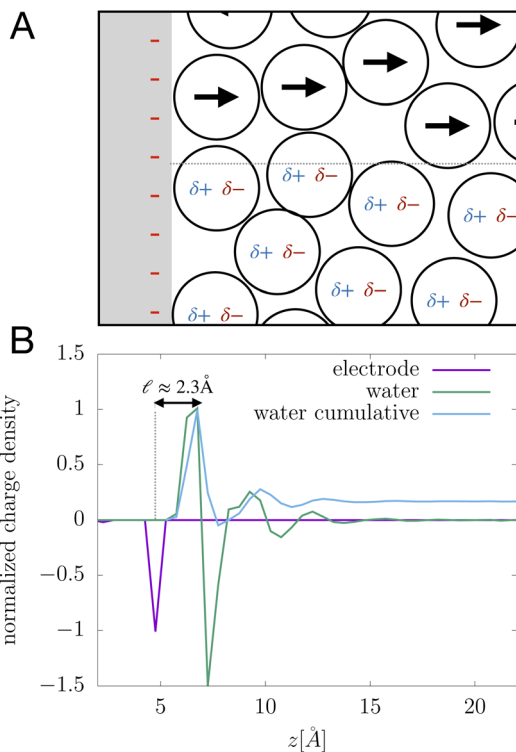 A
−
−
−
−
−
−
−
−
δ+ δ−
δ+ δ−
δ+ δ−
δ+ δ−
δ+ δ−
δ+ δ−
δ+ δ−
δ+ δ−
B
1.5
1
0.5
0
−0.5
−1
−1.5
normalized charge density
ℓ ≈ 2.3Å
electrode
water
water cumulative
5
10
15
20
z[Å]